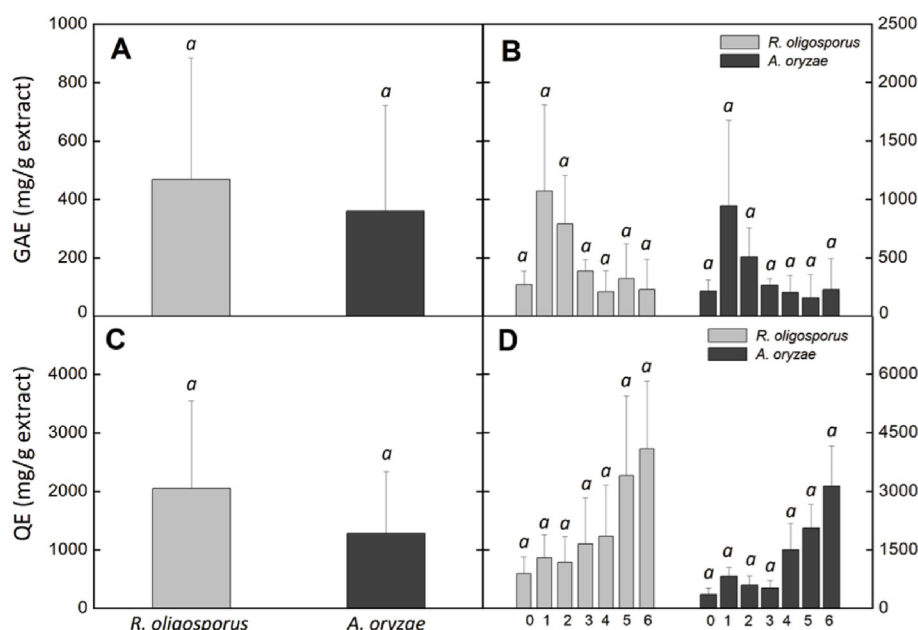 GAE (mg/g extract)
1000
800
600
400
200
0
A
a
a
B
R. oligosporus
A. oryzae
a
a
a
a
a
a
a
a
a
a
a
a
a
a
2500
2000
1500
1000
500
0
QE (mg/g extract)
4000
3000
2000
1000
0
C
a
a
R. oligosporus A. oryzae
D
R. oligosporus
A. oryzae
a
a
a
a
a
a
a
a
a
a
a
a
a
a
0 1 2 3 4 5 6 0 1 2 3 4 5 6
6000
4500
3000
1500
0